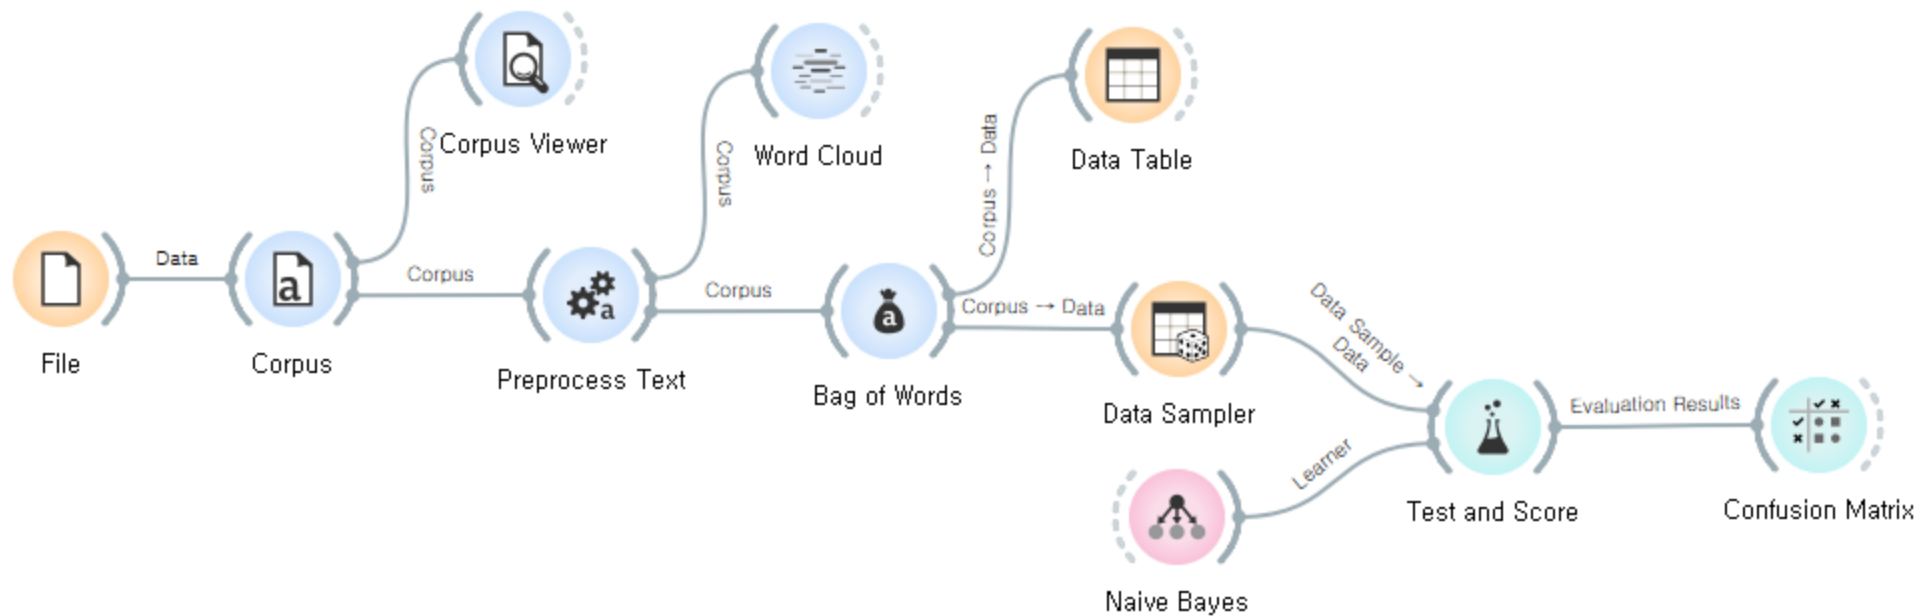 Corpus Viewer
Corpus
Word Cloud
Corpus
Data Table
Corpus → Data
File
Data
a
Corpus
Corpus
a
Preprocess Text
Corpus
a
Bag of Words
Corpus → Data
Data Sampler
Data Sample →
Data
Learner
Naive Bayes
Test and Score
Evaluation Results
Confusion Matrix